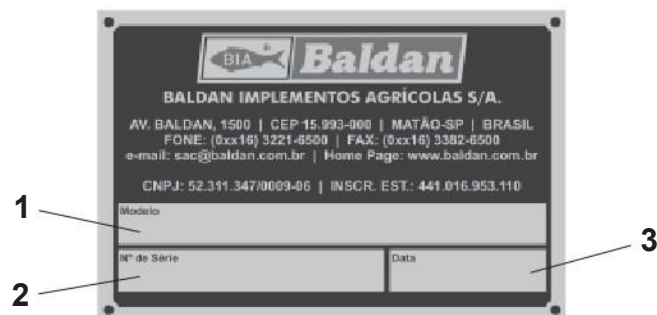 BIA Baldan
BALDAN IMPLEMENTOS AGRÍCOLAS S/A.
AV. BALDAN, 1500 | CEP 15.993-000 | MATÃO-SP | BRASIL
FONE: (0xx16) 3221-6500 | FAX: (0xx16) 3382-6500
e-mail: sac@baldan.com.br | Home Page: www.baldan.com.br
CNPJ: 52.311.347/0009-06 | INSCR. EST.: 441.016.953.110
1 Modelo
2 N° de Série
Data 3